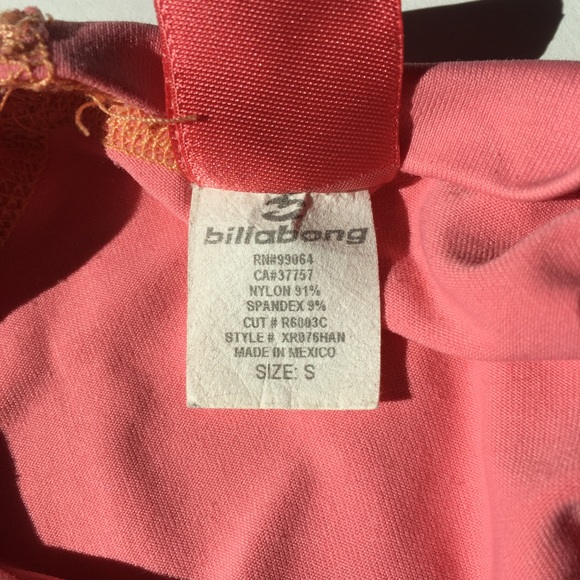 billabong
RN#99064
CA#37757
NYLON 91%
SPANDEX 9%
CUT # R6003C
STYLE # XR076HAN
MADE IN MEXICO
SIZE: S